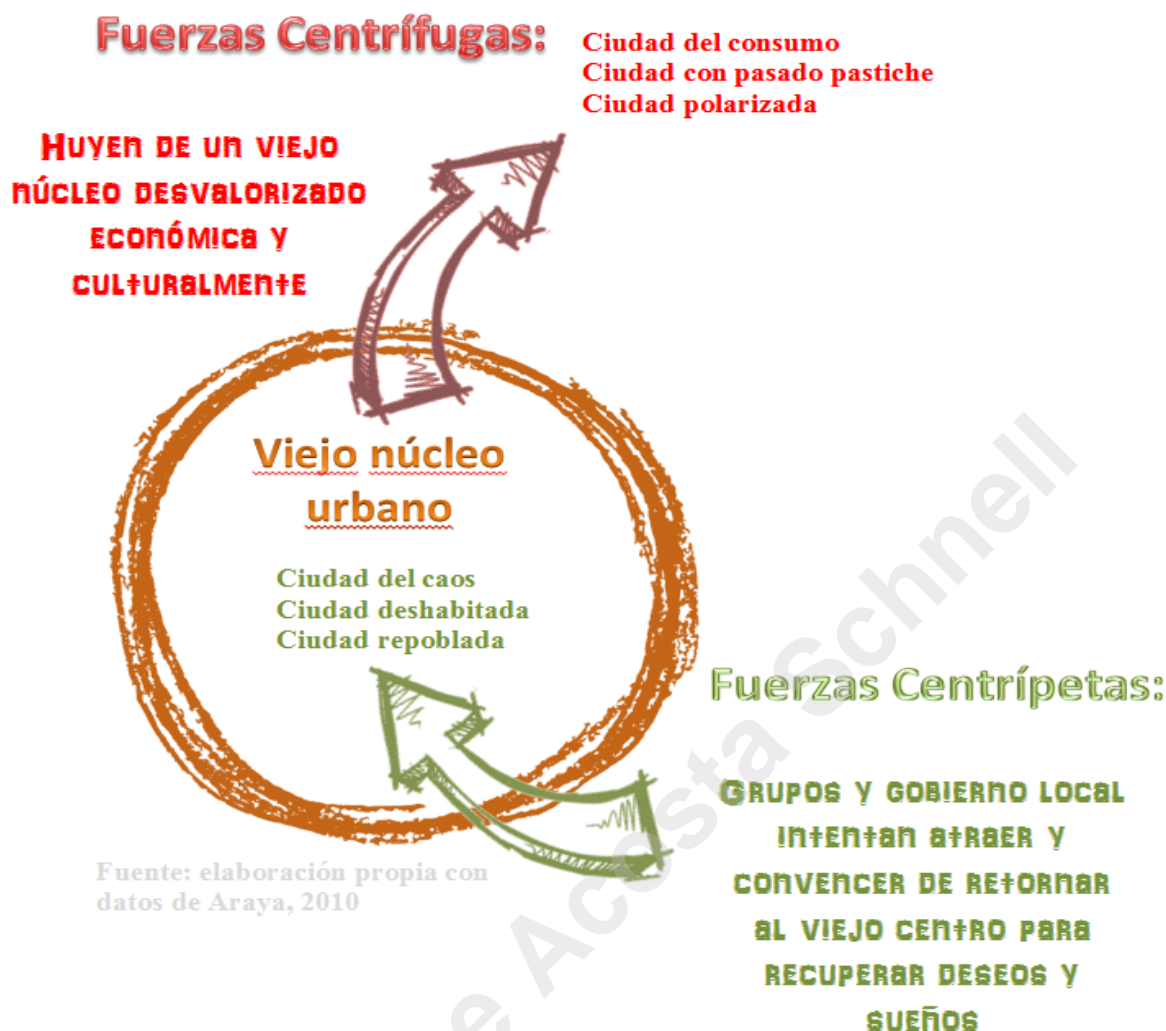 Fuerzas Centrífugas:
Ciudad del consumo
Ciudad con pasado pastiche
Ciudad polarizada
Huyen de un viejo
núcleo desvalorizado
económica y
culturalmente
Viejo núcleo
urbano
Ciudad del caos
Ciudad deshabitada
Ciudad repoblada
Fuerzas Centrípetas:
Grupos y gobierno local
intentan atraer y
convencer de retornar
al viejo centro para
recuperar deseos y
sueños
Fuente: elaboración propia con
datos de Araya, 2010
e Acosta Schnell